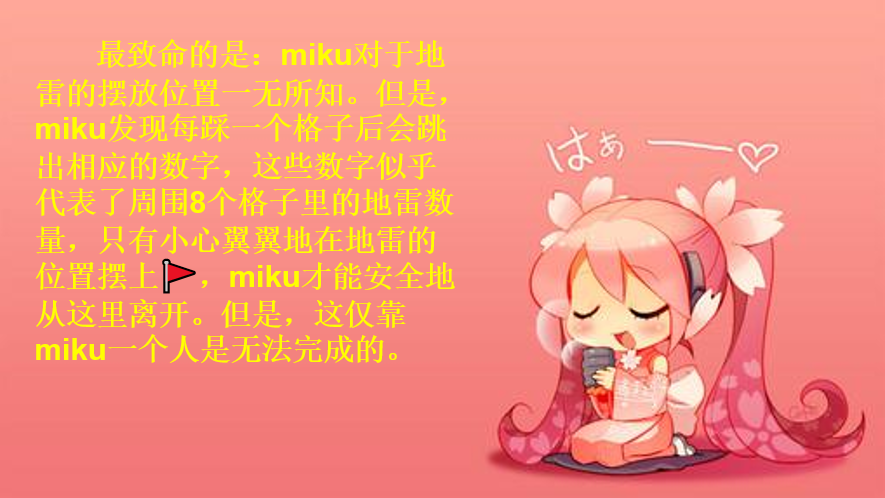 最致命的是：miku对于地
雷的摆放位置一无所知。但是，
miku发现每踩一个格子后会跳
出相应的数字，这些数字似乎
代表了周围8个格子里的地雷数
量，只有小心翼翼地在地雷的
位置摆上，miku才能安全地
从这里离开。但是，这仅靠
miku一个人是无法完成的。
はぁー♡